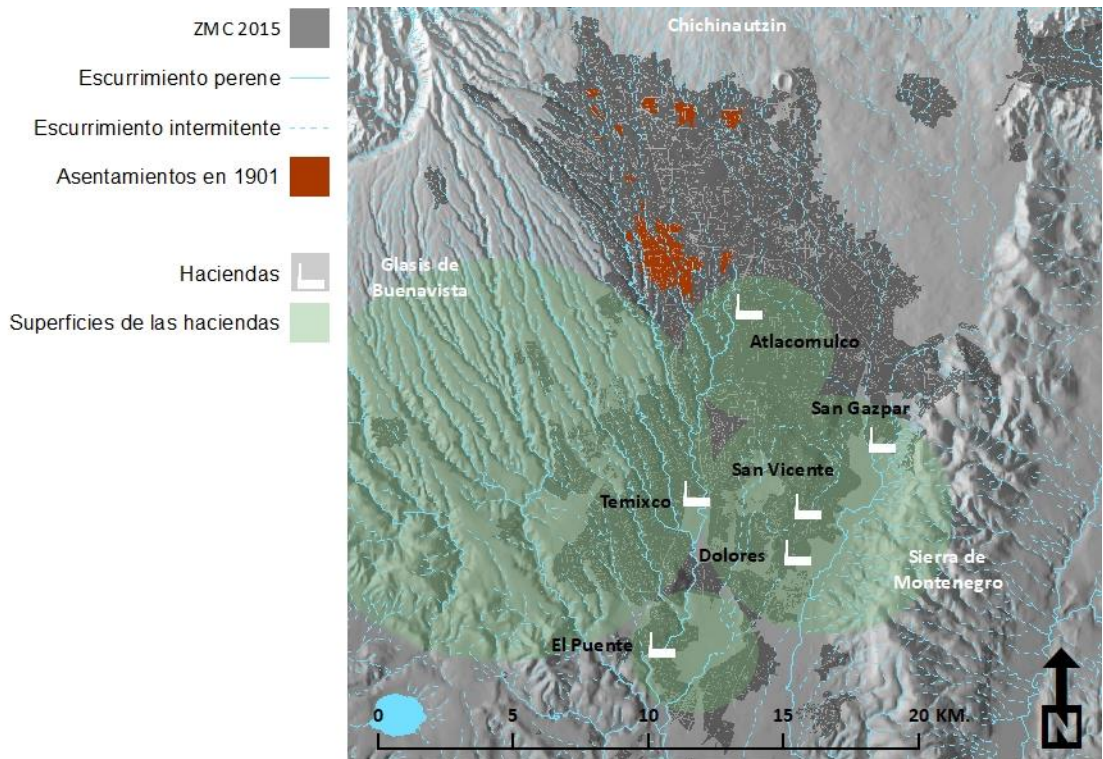 ZMC 2015
Escurrimiento perene
Escurrimiento intermitente
Asentamientos en 1901
Haciendas
Superficies de las haciendas
Chichinautzin
Glasis de
Buenavista
Atlacomulco
San Gazpar
San Vicente
Temixco
Dolores
Sierra de
Montenegro
El Puente
0 5 10 15 20 KM.
N